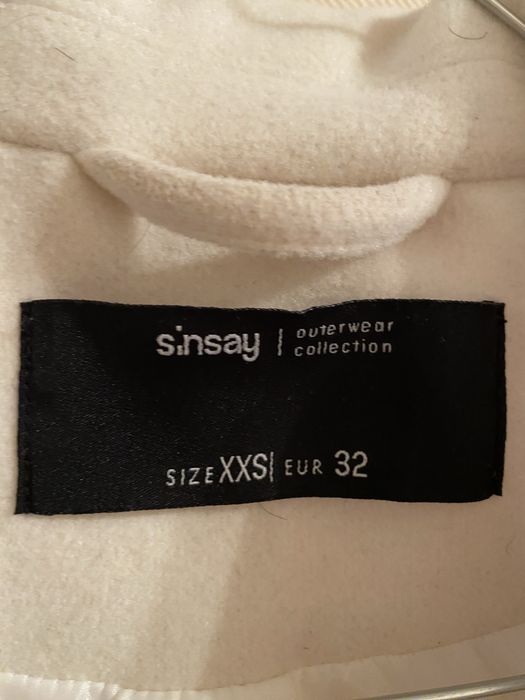 sinsay | outerwear
collection
SIZE XXS| EUR 32